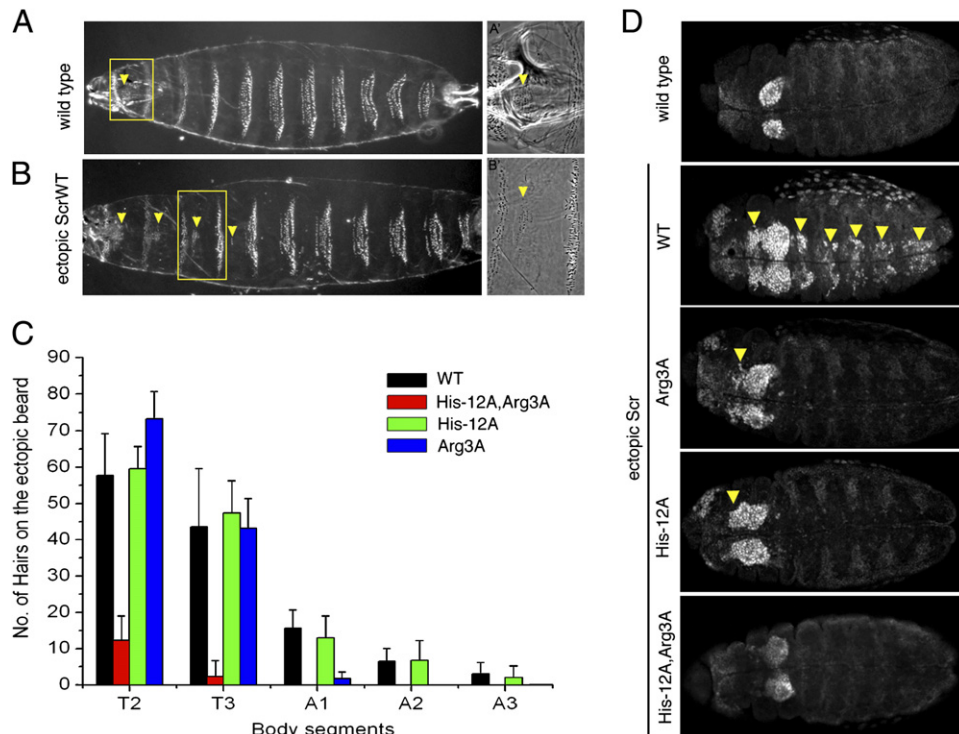 A
wild type
A'
B
ectopic ScrWT
B'
C
No. of Hairs on the ectopic beard
90
80
70
60
50
40
30
20
10
0
WT
His-12A,Arg3A
His-12A
Arg3A
T2
T3
A1
A2
A3
Body segments
D
wild type
ectopic Scr
WT
Arg3A
His-12A
His-12A,Arg3A